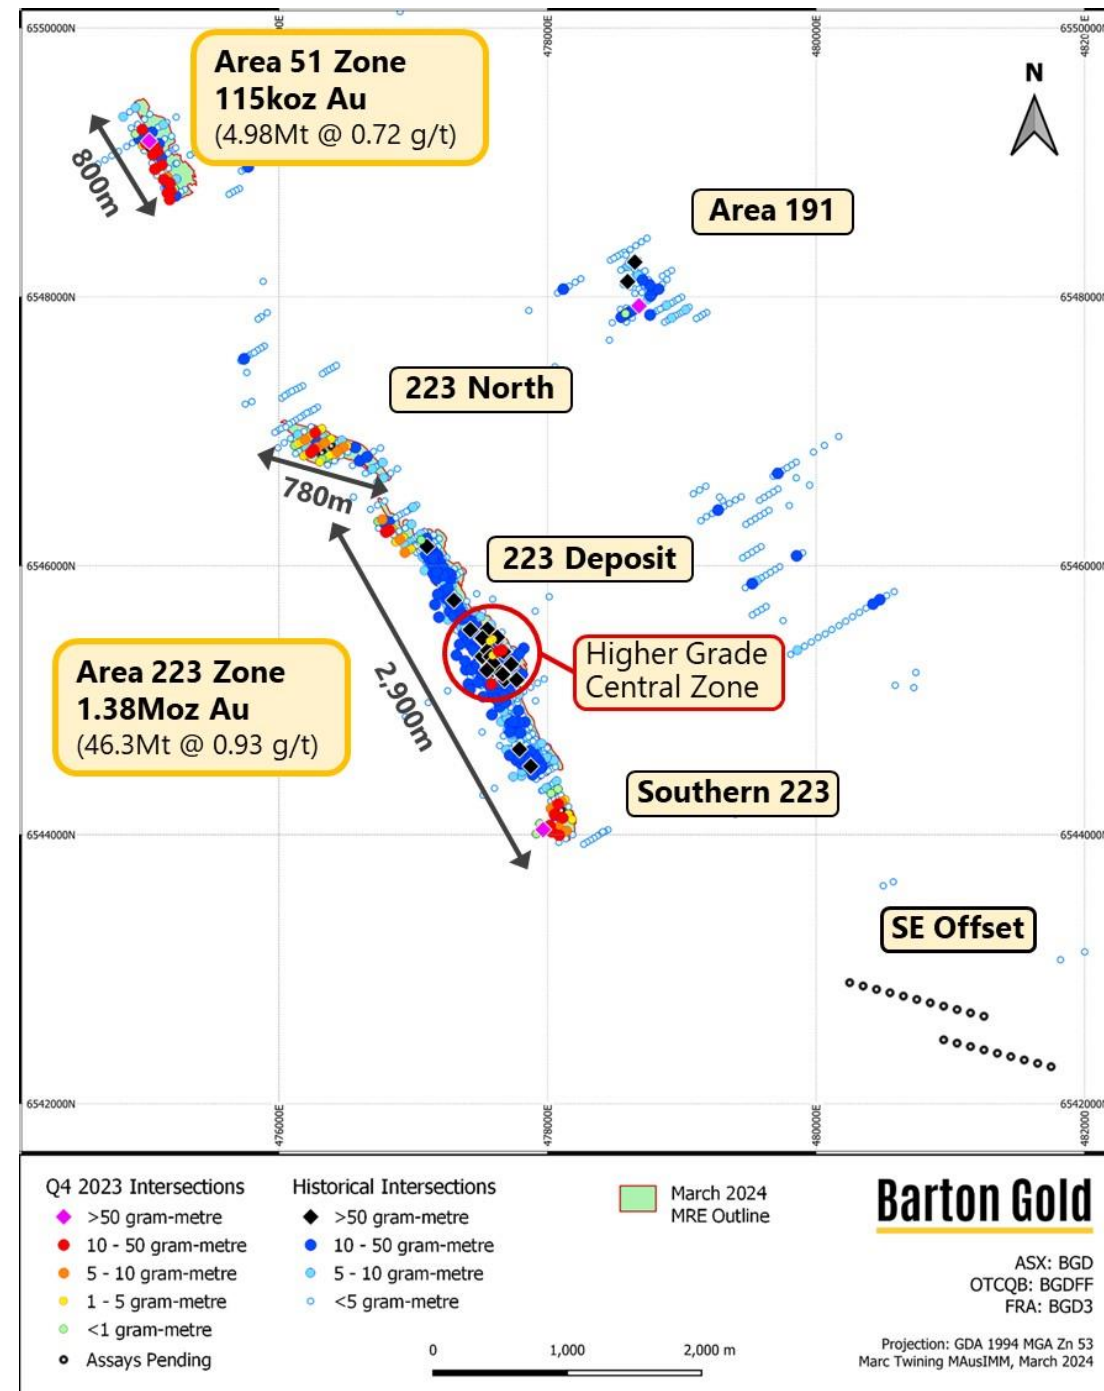 6550000N
478000E
480000E
482000E
6550000N
Area 51 Zone
115koz Au
(4.98Mt @ 0.72 g/t)
N
800m
Area 191
6548000N
6548000N
223 North
780m
223 Deposit
6546000N
6546000N
Higher Grade
Central Zone
Area 223 Zone
1.38Moz Au
(46.3Mt @ 0.93 g/t)
2,900m
Southern 223
6544000N
6544000N
SE Offset
6542000N
6542000N
476000E
478000E
480000E
482000
Q4 2023 Intersections
>50 gram-metre
10 - 50 gram-metre
5 - 10 gram-metre
1 - 5 gram-metre
<1 gram-metre
Assays Pending
Historical Intersections
>50 gram-metre
10 - 50 gram-metre
5 - 10 gram-metre
<5 gram-metre
March 2024
MRE Outline
0 1,000 2,000 m
Barton Gold
ASX: BGD
OTCQB: BGDFF
FRA: BGD3
Projection: GDA 1994 MGA Zn 53
Marc Twining MAusIMM, March 2024